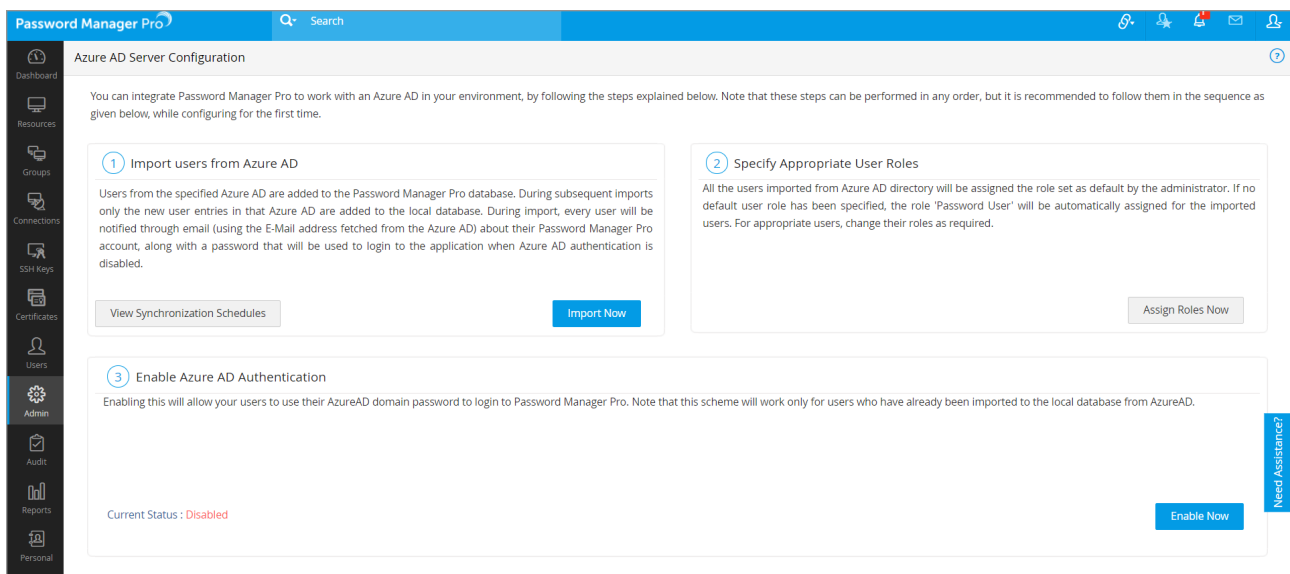 Password Manager Pro
Search
Dashboard
Resources
Groups
Connections
SSH Keys
Certificates
Users
Admin
Audit
Reports
Personal
Azure AD Server Configuration
?
You can integrate Password Manager Pro to work with an Azure AD in your environment, by following the steps explained below. Note that these steps can be performed in any order, but it is recommended to follow them in the sequence as
given below, while configuring for the first time.
1 Import users from Azure AD
Users from the specified Azure AD are added to the Password Manager Pro database. During subsequent imports
only the new user entries in that Azure AD are added to the local database. During import, every user will be
notified through email (using the E-Mail address fetched from the Azure AD) about their Password Manager Pro
account, along with a password that will be used to login to the application when Azure AD authentication is
disabled.
View Synchronization Schedules
Import Now
2 Specify Appropriate User Roles
All the users imported from Azure AD directory will be assigned the role set as default by the administrator. If no
default user role has been specified, the role 'Password User' will be automatically assigned for the imported
users. For appropriate users, change their roles as required.
Assign Roles Now
3 Enable Azure AD Authentication
Enabling this will allow your users to use their AzureAD domain password to login to Password Manager Pro. Note that this scheme will work only for users who have already been imported to the local database from AzureAD.
Current Status : Disabled
Enable Now
Need Assistance?